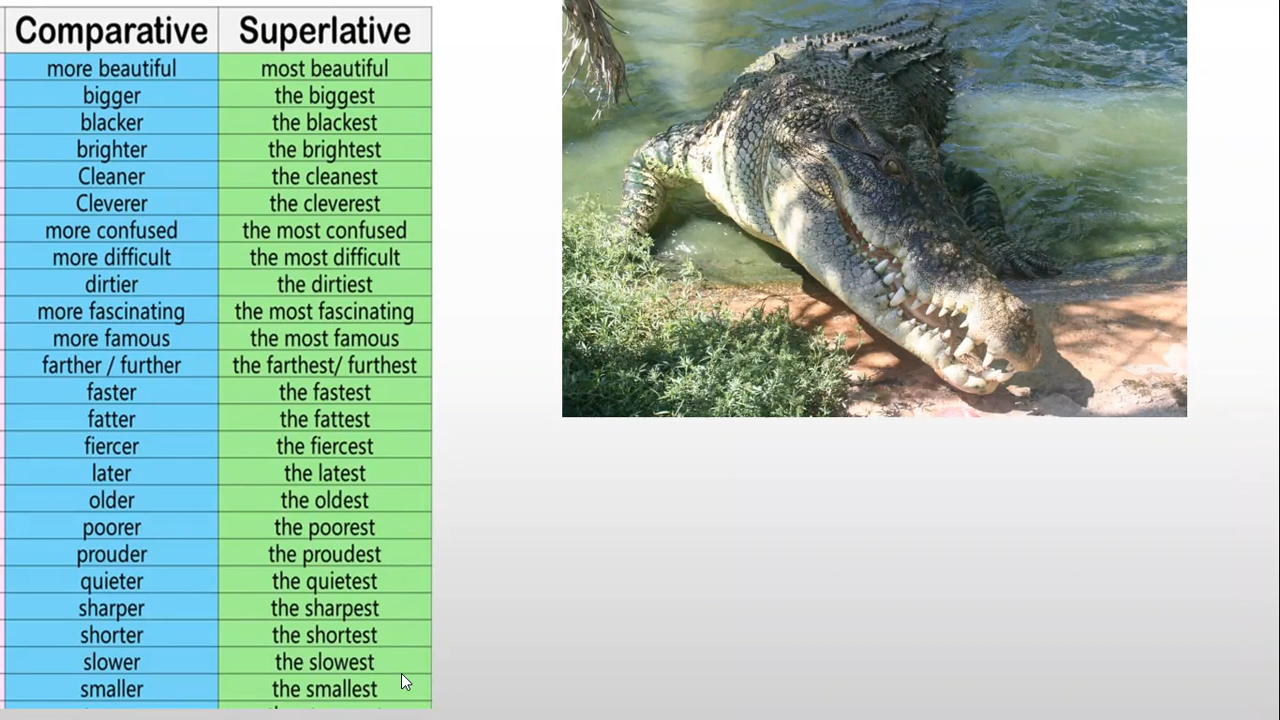 Comparative Superlative
more beautiful most beautiful
bigger the biggest
blacker the blackest
brighter the brightest
Cleaner the cleanest
Cleverer the cleverest
more confused the most confused
more difficult the most difficult
dirtier the dirtiest
more fascinating the most fascinating
more famous the most famous
farther / further the farthest/ furthest
faster the fastest
fatter the fattest
fiercer the fiercest
later the latest
older the oldest
poorer the poorest
prouder the proudest
quieter the quietest
sharper the sharpest
shorter the shortest
slower the slowest
smaller the smallest